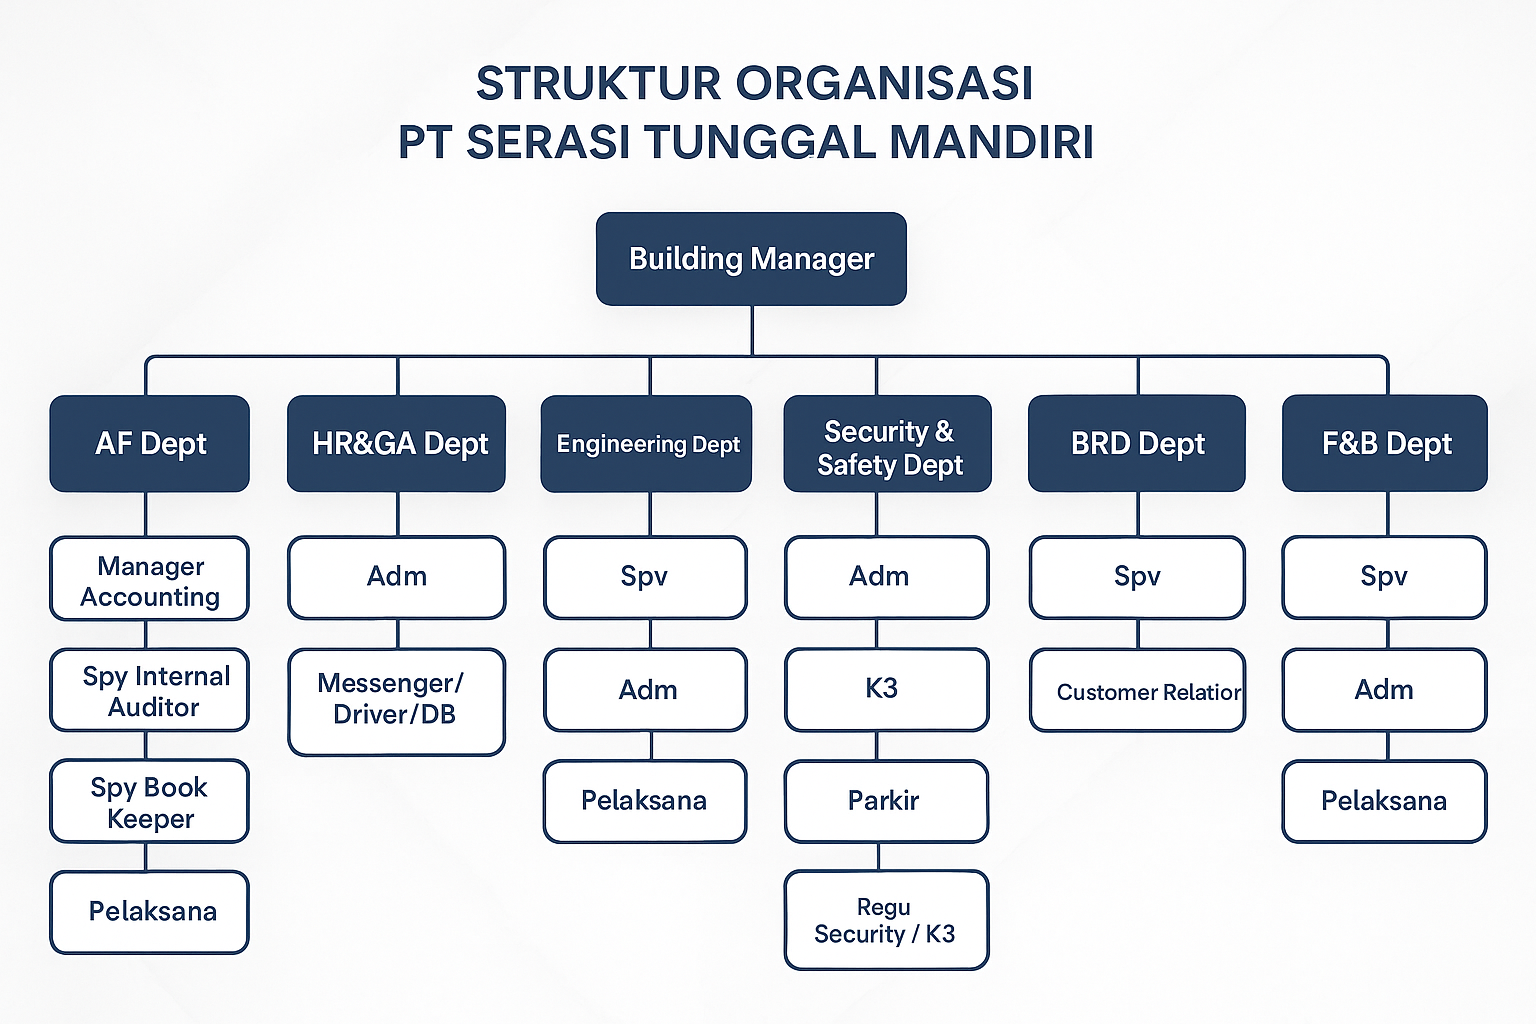 STRUKTUR ORGANISASI
PT SERASI TUNGGAL MANDIRI
Building Manager
AF Dept
HR&GA Dept
Engineering Dept
Security &
Safety Dept
BRD Dept
F&B Dept
Manager
Accounting
Spy Internal
Auditor
Spy Book
Keeper
Pelaksana
Adm
Messenger/
Driver/DB
Spv
Adm
Pelaksana
Adm
K3
Parkir
Regu
Security / K3
Spv
Customer Relation
Spv
Adm
Pelaksana